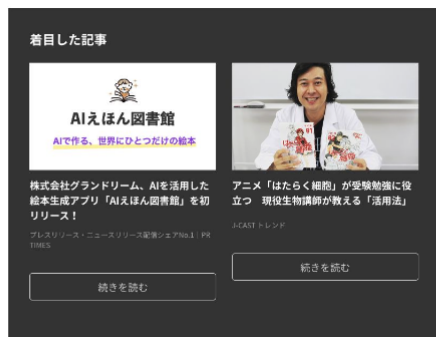 着目した記事
AIえほん図書館
AIで作る、世界にひとつだけの絵本
株式会社グランドリーム、AIを活用した
絵本生成アプリ「AIえほん図書館」を初
リリース！
プレスリリース・ニュースリリース配信シェアNo.1｜PR
TIMES
続きを読む
アニメ「はたらく細胞」が受験勉強に役
立つ　現役生物講師が教える「活用法」
J-CAST トレンド
続きを読む